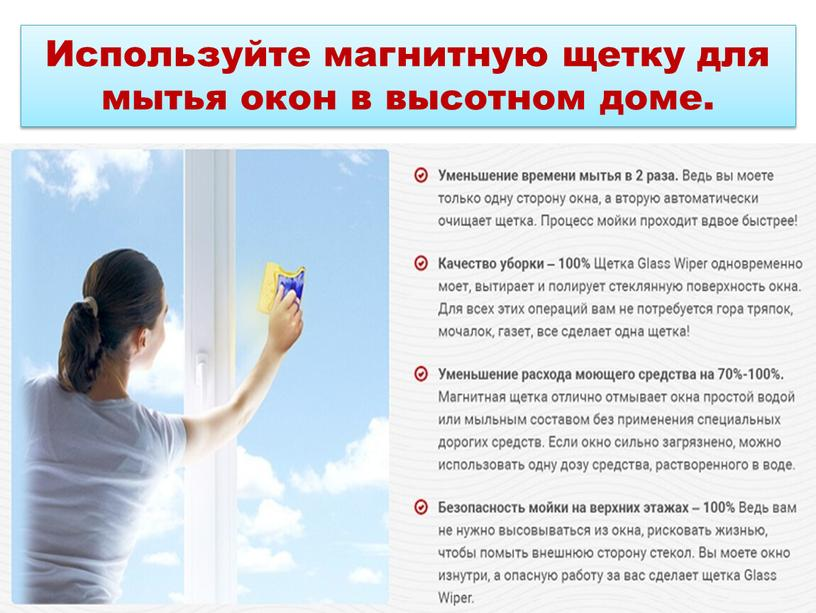 Используйте магнитную щетку для
мытья окон в высотном доме.
Уменьшение времени мытья в 2 раза. Ведь вы моете
только одну сторону окна, а вторую автоматически
очищает щетка. Процесс мойки проходит вдвое быстрее!
Качество уборки – 100% Щетка Glass Wiper одновременно
моет, вытирает и полирует стеклянную поверхность окна.
Для всех этих операций вам не потребуется гора тряпок,
мочалок, газет, все сделает одна щетка!
Уменьшение расхода моющего средства на 70%-100%.
Магнитная щетка отлично отмывает окна простой водой
или мыльным составом без применения специальных
дорогих средств. Если окно сильно загрязнено, можно
использовать одну дозу средства, растворенного в воде.
Безопасность мойки на верхних этажах – 100% Ведь вам
не нужно высовываться из окна, рисковать жизнью,
чтобы помыть внешнюю сторону стекол. Вы моете окно
изнутри, а опасную работу за вас сделает щетка Glass
Wiper.